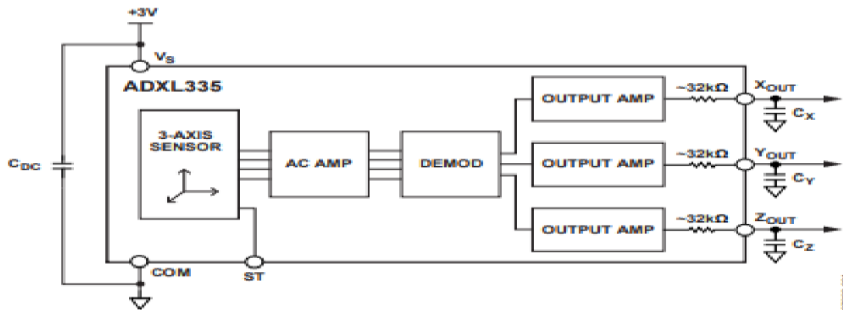 +3V
VS
ADXL335
3-AXIS
SENSOR
AC AMP
DEMOD
OUTPUT AMP
~32kΩ
XOUT
CX
OUTPUT AMP
~32kΩ
YOUT
CY
OUTPUT AMP
~32kΩ
ZOUT
CZ
CDC
COM
ST